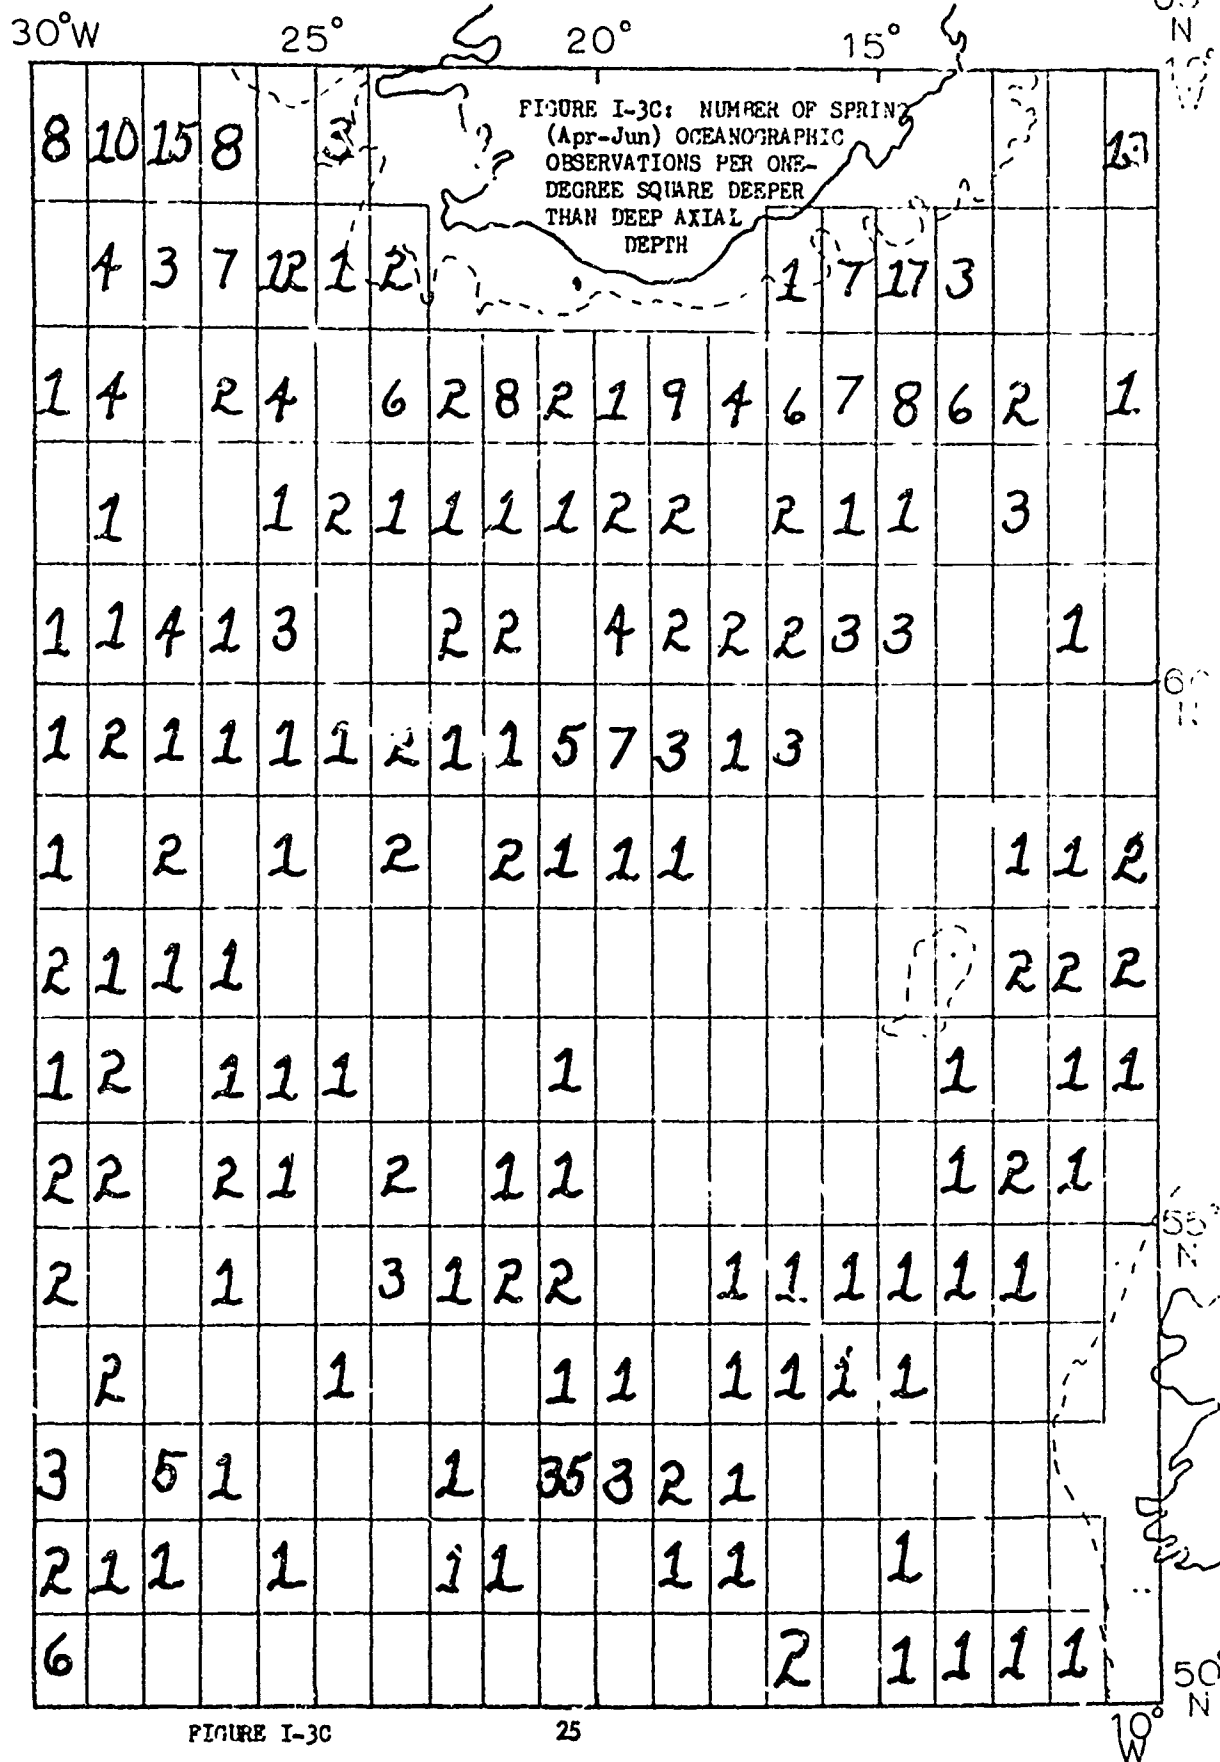 30°W 25° 20° 15° N
10° W
FIGURE I-3C: NUMBER OF SPRING
(Apr-Jun) OCEANOGRAPHIC
OBSERVATIONS PER ONE-
DEGREE SQUARE DEEPER
THAN DEEP AXIAL
DEPTH
8 10 15 8 3
4 3 7 12 1 2 1 7 17 3
1 4 2 4 6 2 8 2 1 9 4 6 7 8 6 2 1
1 1 2 1 1 1 1 2 2 2 1 1 3
1 1 4 1 3 2 2 4 2 2 2 3 3 1
60 N
1 2 1 1 1 1 2 1 1 5 7 3 1 3
1 2 1 2 2 1 1 1 1 1 2
2 1 1 1 2 2 2
1 2 1 1 1 1 1 1 1
2 2 2 1 2 1 1 1 2 1
55° N
2 1 3 1 2 2 1 1 1 1 1 1
2 1 1 1 1 1 1 1
3 5 1 1 35 3 2 1
2 1 1 1 1 1 1 1 1
6 2 1 1 1 1
50° N
10° W
FIGURE I-3C 25